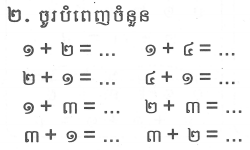 ២. ចូរបំពេញចំនួន
១ + ២ = ... ១ + ៤ = ...
២ + ១ = ... ៤ + ១ = ...
១ + ៣ = ... ២ + ៣ = ...
៣ + ១ = ... ៣ + ២ = ...